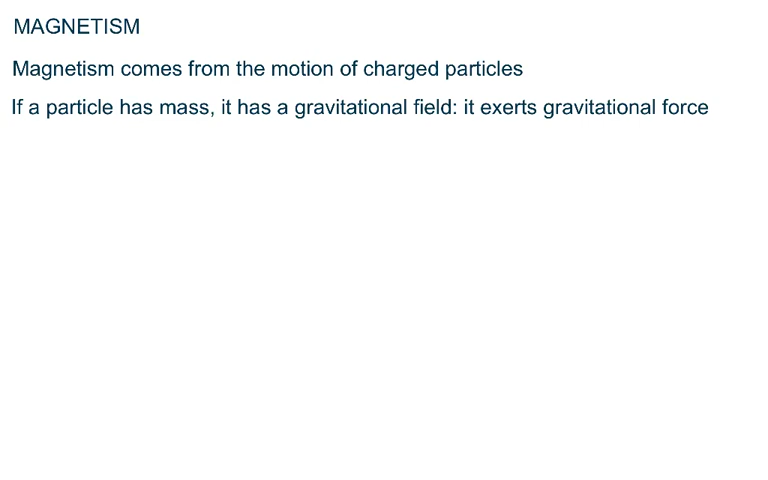 MAGNETISM
Magnetism comes from the motion of charged particles
If a particle has mass, it has a gravitational field: it exerts gravitational force